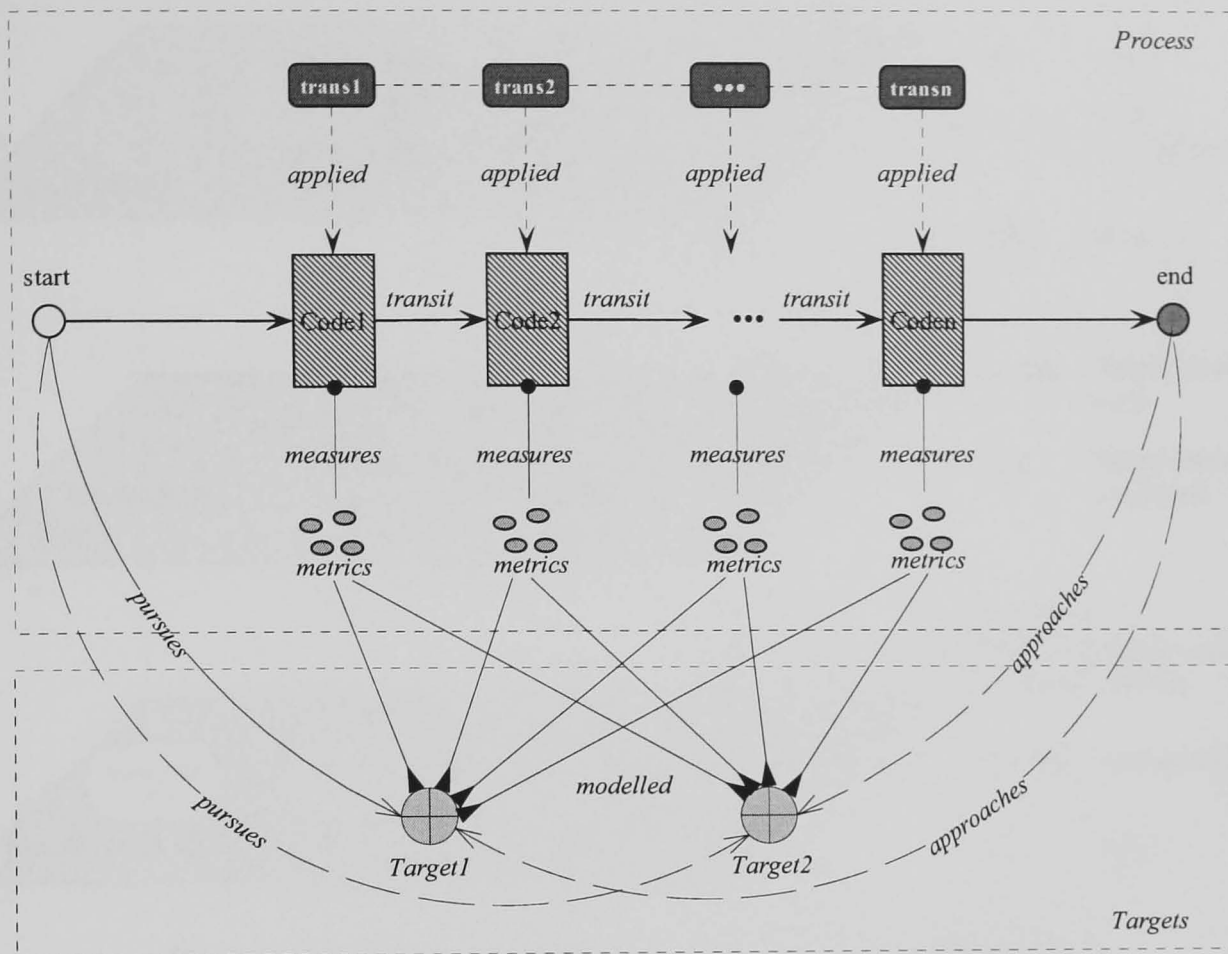 Process
trans1 trans2 ••• transn
applied applied applied applied
start end
transit transit ••• transit
Code1 Code2 Coden
measures measures measures measures
metrics metrics metrics metrics
pursues approaches
modelled
pursues approaches
Target1 Target2
Targets